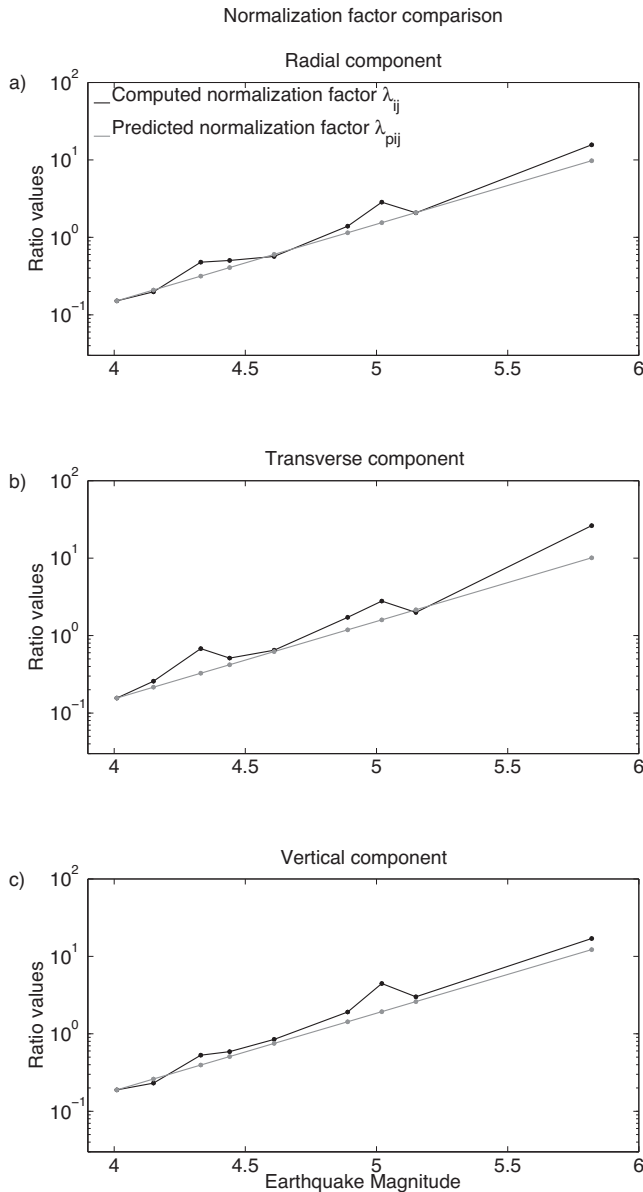 Normalization factor comparison
Radial component
a)
Computed normalization factor λij
Predicted normalization factor λpij
Ratio values
10^2
10^1
10^0
10^-1
4 4.5 5 5.5 6
Transverse component
b)
Ratio values
10^2
10^1
10^0
10^-1
4 4.5 5 5.5 6
Vertical component
c)
Ratio values
10^2
10^1
10^0
10^-1
4 4.5 5 5.5 6
Earthquake Magnitude